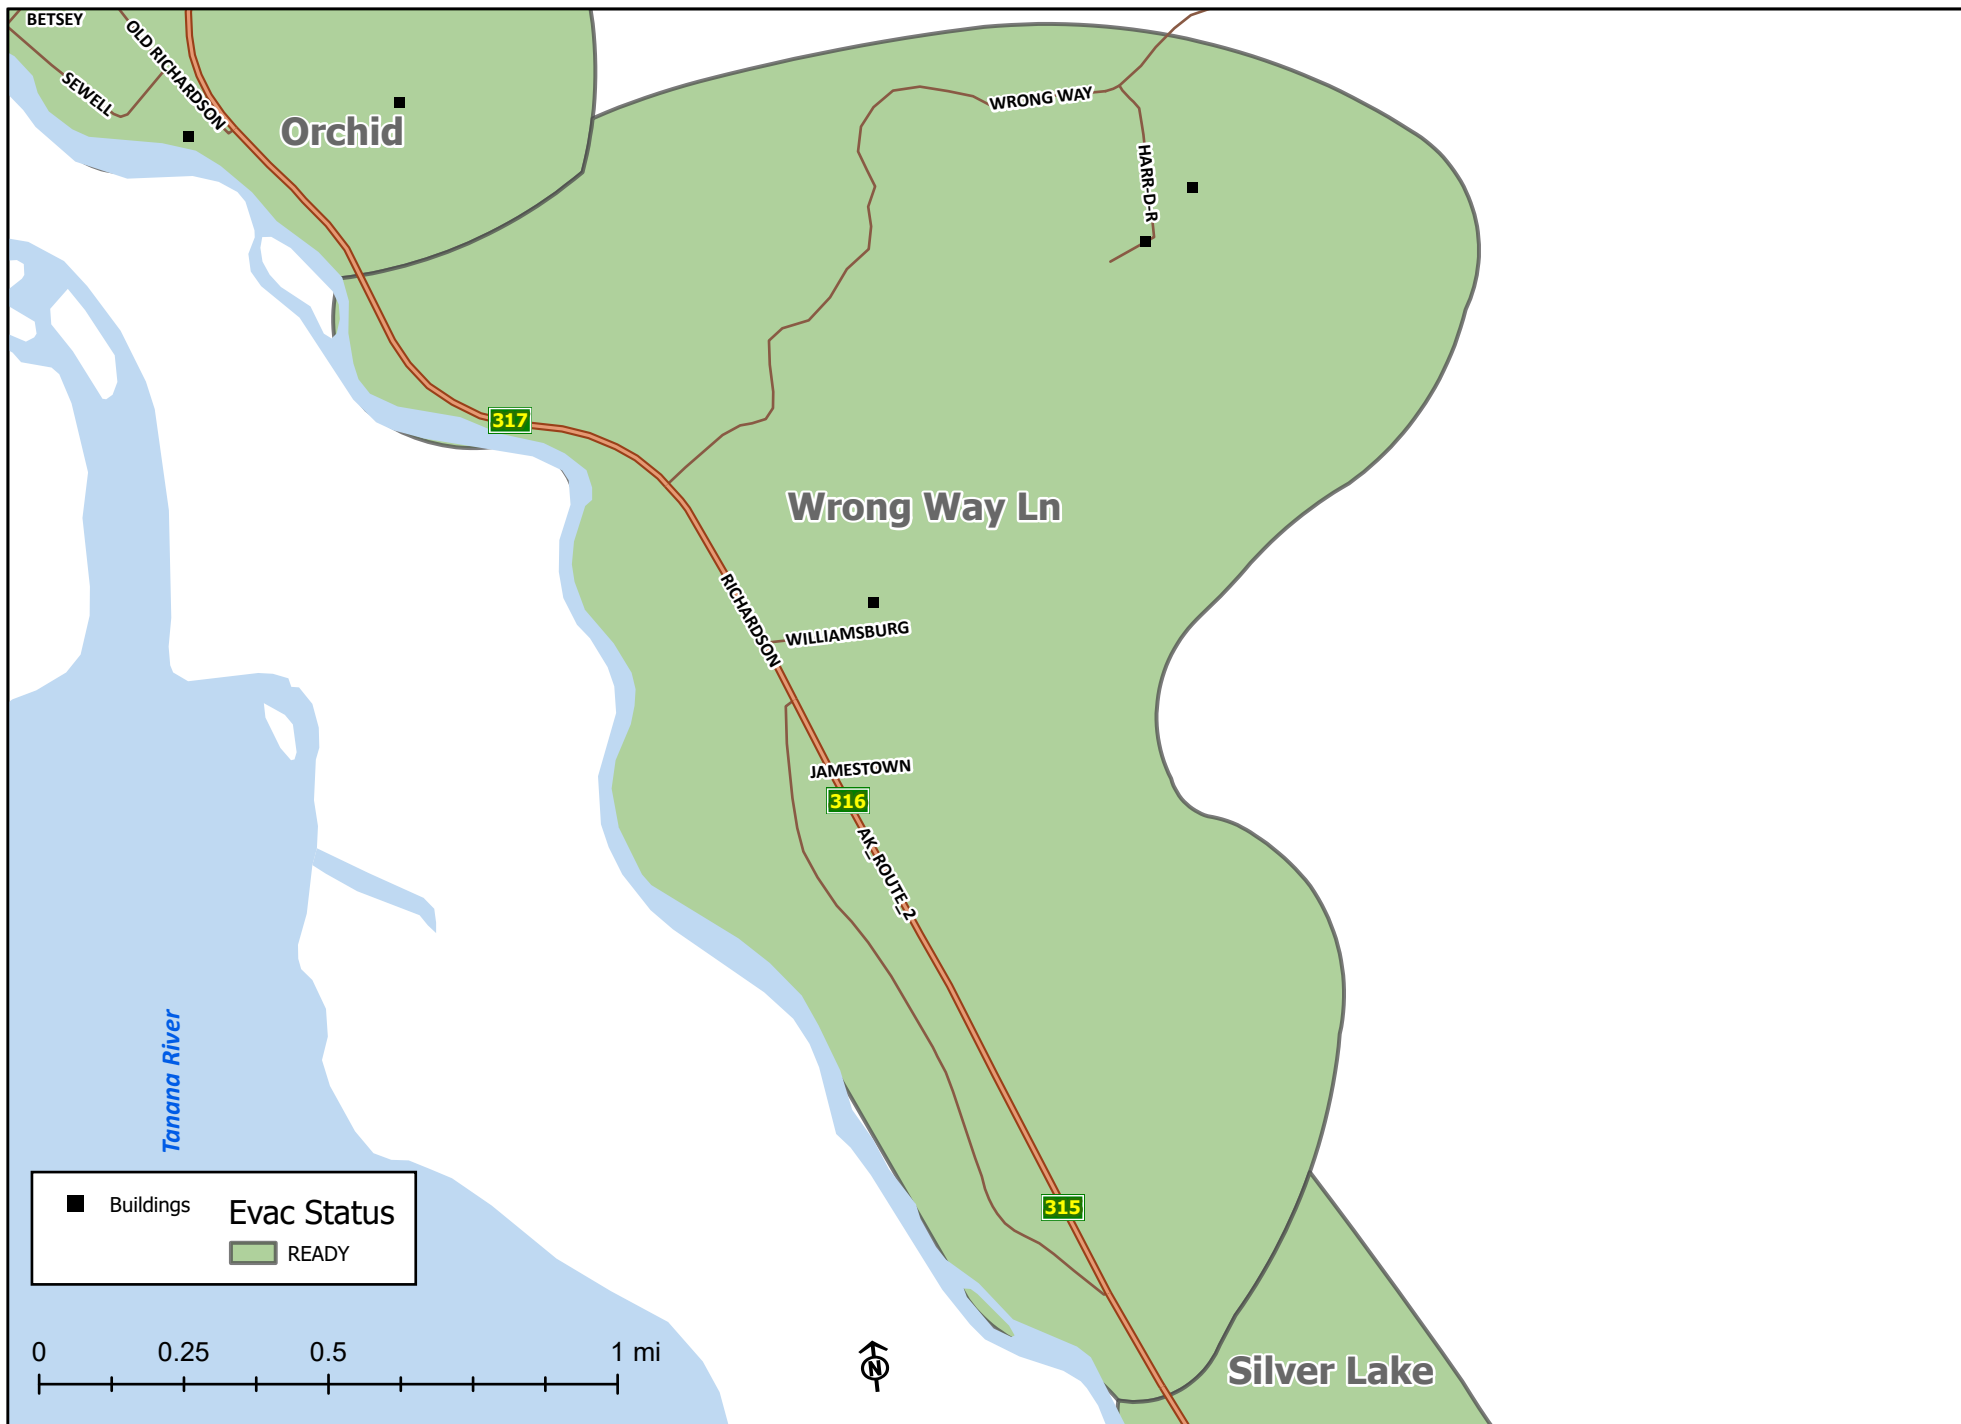 BETSEY
OLD RICHARDSON
SEWELL
Orchid
WRONG WAY
HARR-D-R
317
Wrong Way Ln
RICHARDSON
WILLIAMSBURG
JAMESTOWN
316
AK_ROUTE_2
Tanana River
315
Buildings
Evac Status
READY
0 0.25 0.5 1 mi
N
Silver Lake